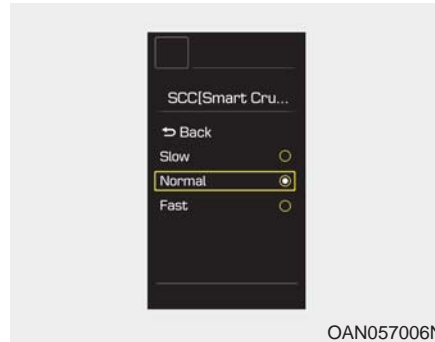 SCC[Smart Cru...
Back
Slow
Normal
Fast
OAN057006N